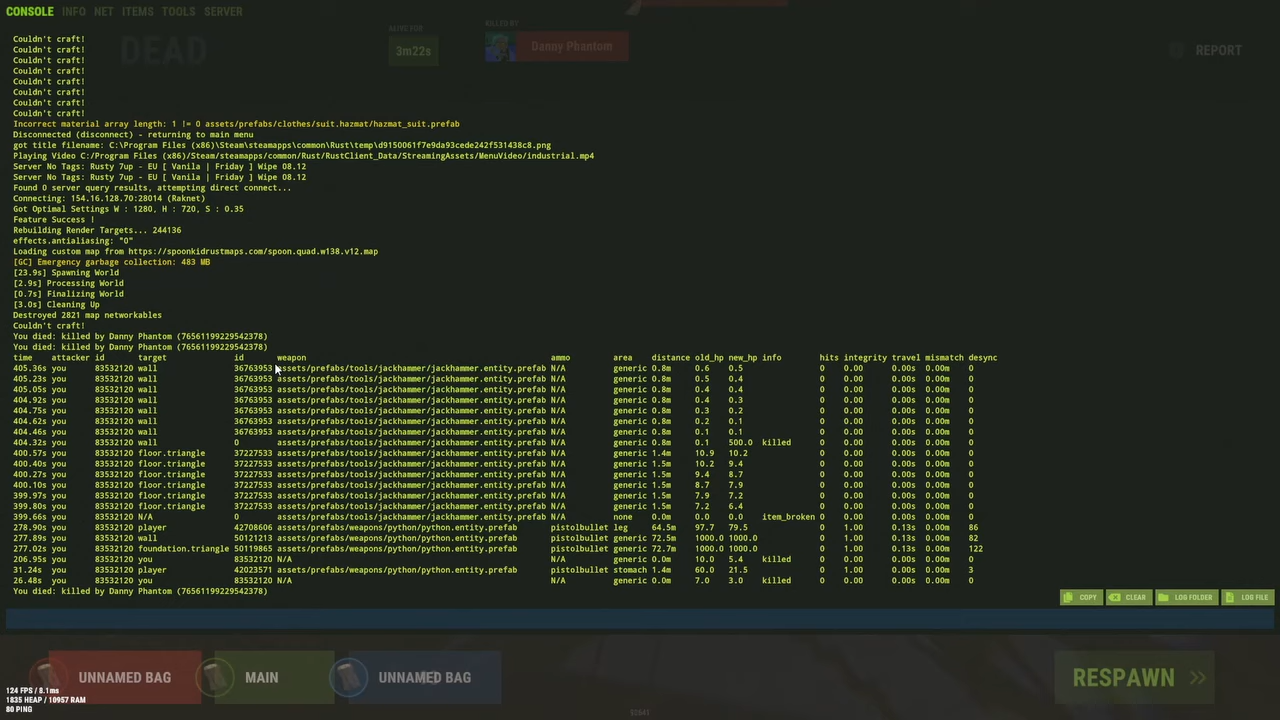 CONSOLE INFO NET ITEMS TOOLS SERVER
DEAD
ALIVE FOR
3m22s
KILLED BY
Danny Phantom
REPORT
Couldn't craft!
Couldn't craft!
Couldn't craft!
Couldn't craft!
Couldn't craft!
Couldn't craft!
Couldn't craft!
Couldn't craft!
Incorrect material array length: 1 != 0 assets/prefabs/clothes/suit.hazmat/hazmat_suit.prefab
Disconnected (disconnect) - returning to main menu
got title filename: C:\Program Files (x86)\Steam\steamapps\common\Rust\temp\d9150061f7e9da93cede242f531438c8.png
Playing Video C:/Program Files (x86)/Steam/steamapps/common/Rust/RustClient_Data/StreamingAssets/MenuVideo/industrial.mp4
Server No Tags: Rusty 7up - EU [ Vanila | Friday ] Wipe 08.12
Server No Tags: Rusty 7up - EU [ Vanila | Friday ] Wipe 08.12
Found 0 server query results, attempting direct connect...
Connecting: 154.16.128.70:28014 (Raknet)
Got Optimal Settings W : 1280, H : 720, S : 0.35
Feature Success !
Rebuilding Render Targets... 244136
effects.antialiasing: "0"
Loading custom map from https://spoonkidrustmaps.com/spoon.quad.w138.v12.map
[GC] Emergency garbage collection: 483 MB
[23.9s] Spawning World
[2.9s] Processing World
[0.7s] Finalizing World
[3.0s] Cleaning Up
Destroyed 2821 map networkables
Couldn't craft!
You died: killed by Danny Phantom (76561199229542378)
You died: killed by Danny Phantom (76561199229542378)
time attacker id target id weapon ammo area distance old_hp new_hp info hits integrity travel mismatch desync
405.36s you 83532120 wall 36763953 assets/prefabs/tools/jackhammer/jackhammer.entity.prefab N/A generic 0.8m 0.6 0.5 0 0.00 0.00s 0.00m 0
405.23s you 83532120 wall 36763953 assets/prefabs/tools/jackhammer/jackhammer.entity.prefab N/A generic 0.8m 0.5 0.4 0 0.00 0.00s 0.00m 0
405.05s you 83532120 wall 36763953 assets/prefabs/tools/jackhammer/jackhammer.entity.prefab N/A generic 0.8m 0.4 0.4 0 0.00 0.00s 0.00m 0
404.92s you 83532120 wall 36763953 assets/prefabs/tools/jackhammer/jackhammer.entity.prefab N/A generic 0.8m 0.4 0.3 0 0.00 0.00s 0.00m 0
404.75s you 83532120 wall 36763953 assets/prefabs/tools/jackhammer/jackhammer.entity.prefab N/A generic 0.8m 0.3 0.2 0 0.00 0.00s 0.00m 0
404.62s you 83532120 wall 36763953 assets/prefabs/tools/jackhammer/jackhammer.entity.prefab N/A generic 0.8m 0.2 0.1 0 0.00 0.00s 0.00m 0
404.46s you 83532120 wall 36763953 assets/prefabs/tools/jackhammer/jackhammer.entity.prefab N/A generic 0.8m 0.1 0.1 0 0.00 0.00s 0.00m 0
404.32s you 83532120 wall 0 assets/prefabs/tools/jackhammer/jackhammer.entity.prefab N/A generic 0.8m 0.1 500.0 killed 0 0.00 0.00s 0.00m 0
400.57s you 83532120 floor.triangle 37227533 assets/prefabs/tools/jackhammer/jackhammer.entity.prefab N/A generic 1.4m 10.9 10.2 0 0.00 0.00s 0.00m 0
400.40s you 83532120 floor.triangle 37227533 assets/prefabs/tools/jackhammer/jackhammer.entity.prefab N/A generic 1.5m 10.2 9.4 0 0.00 0.00s 0.00m 0
400.27s you 83532120 floor.triangle 37227533 assets/prefabs/tools/jackhammer/jackhammer.entity.prefab N/A generic 1.5m 9.4 8.7 0 0.00 0.00s 0.00m 0
400.10s you 83532120 floor.triangle 37227533 assets/prefabs/tools/jackhammer/jackhammer.entity.prefab N/A generic 1.5m 8.7 7.9 0 0.00 0.00s 0.00m 0
399.97s you 83532120 floor.triangle 37227533 assets/prefabs/tools/jackhammer/jackhammer.entity.prefab N/A generic 1.5m 7.9 7.2 0 0.00 0.00s 0.00m 0
399.80s you 83532120 floor.triangle 37227533 assets/prefabs/tools/jackhammer/jackhammer.entity.prefab N/A generic 1.5m 7.2 6.4 0 0.00 0.00s 0.00m 0
399.66s you 83532120 N/A 0 assets/prefabs/tools/jackhammer/jackhammer.entity.prefab N/A none 0.0m 0.0 0.0 item_broken 0 0.00 0.00s 0.00m 0
278.90s you 83532120 player 42708606 assets/prefabs/weapons/python/python.entity.prefab pistolbullet leg 64.5m 97.7 79.5 0 1.00 0.13s 0.00m 86
277.89s you 83532120 wall 50121213 assets/prefabs/weapons/python/python.entity.prefab pistolbullet generic 72.5m 1000.0 1000.0 0 1.00 0.13s 0.00m 82
277.02s you 83532120 foundation.triangle 50119865 assets/prefabs/weapons/python/python.entity.prefab pistolbullet generic 72.7m 1000.0 1000.0 0 1.00 0.13s 0.00m 122
206.95s you 83532120 you 83532120 N/A generic 0.0m 10.0 5.4 killed 0 0.00 0.00s 0.00m 0
31.24s you 83532120 player 42023571 assets/prefabs/weapons/python/python.entity.prefab pistolbullet stomach 1.4m 60.0 21.5 0 1.00 0.00s 0.00m 3
26.48s you 83532120 you 83532120 N/A generic 0.0m 7.0 3.0 killed 0 0.00 0.00s 0.00m 0
You died: killed by Danny Phantom (76561199229542378)
COPY CLEAR LOG FOLDER LOG FILE
UNNAMED BAG MAIN UNNAMED BAG RESPAWN
124 FPS / 8.1ms
1835 HEAP / 10957 RAM
80 PING